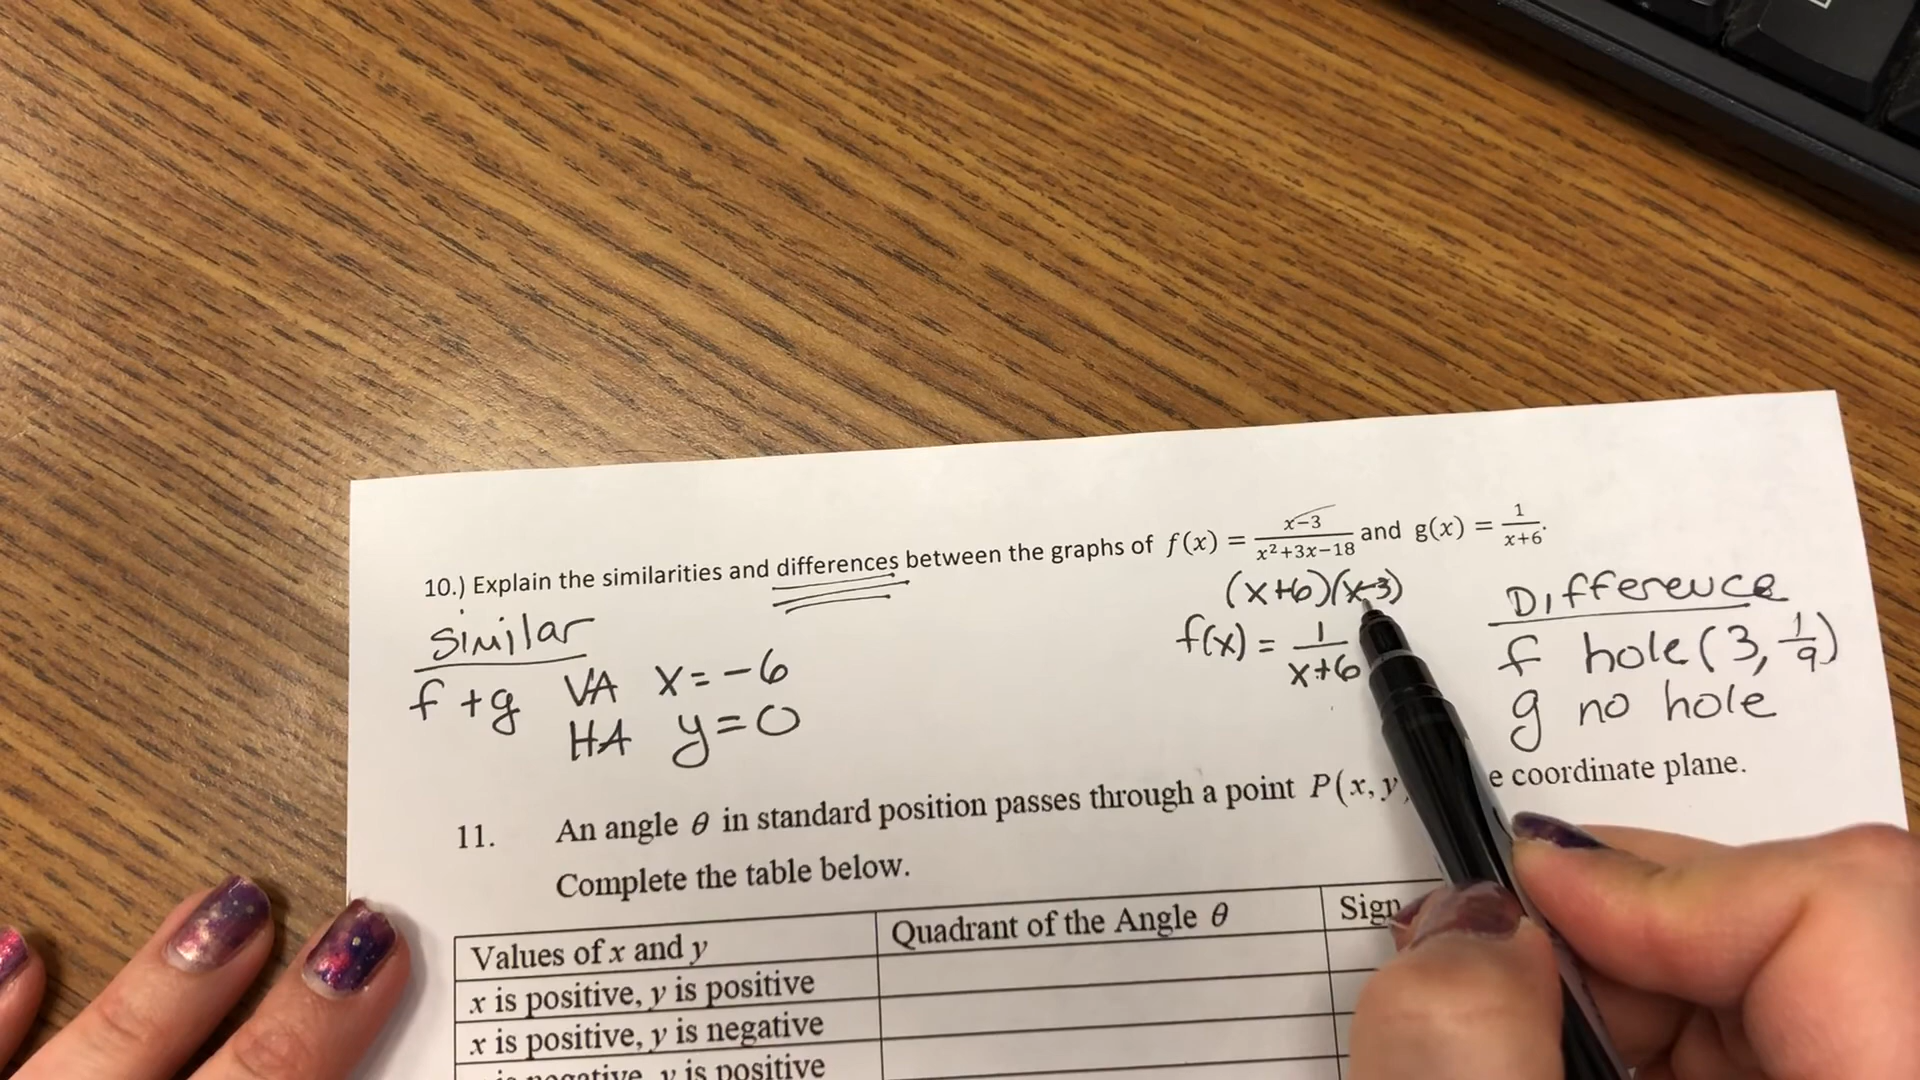 10.) Explain the similarities and differences between the graphs of f(x) = x−3 / x²+3x−18 and g(x) = 1 / x+6.
(x+6)(x-3)
f(x) = 1 / x+6
Similar
f + g VA x = -6
HA y = 0
Difference
f hole (3, 1/9)
g no hole
11. An angle θ in standard position passes through a point P(x, y e coordinate plane.
Complete the table below.
Values of x and y Quadrant of the Angle θ Sign
x is positive, y is positive
x is positive, y is negative
y is positive